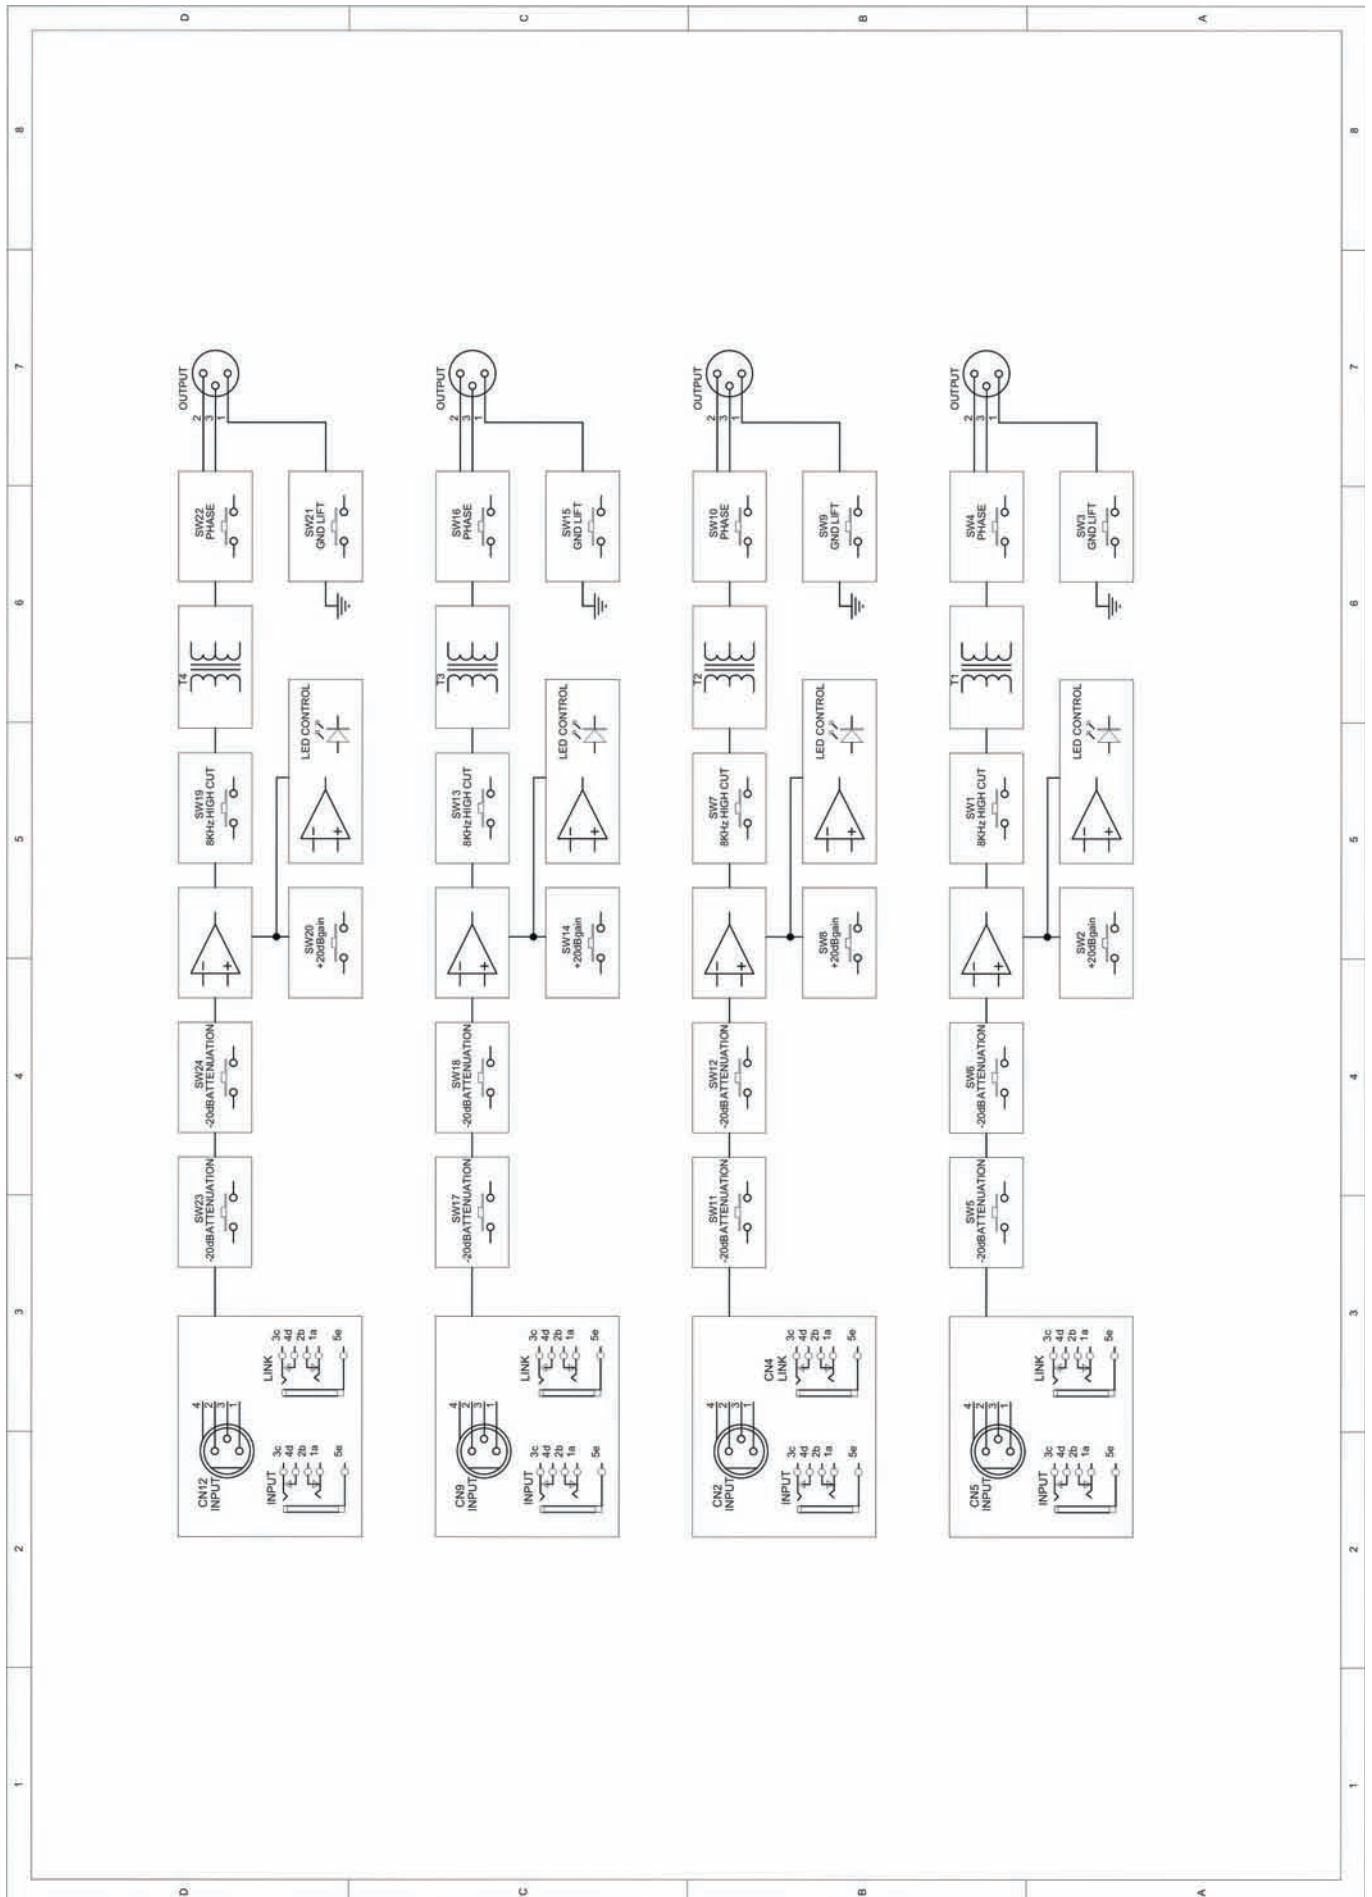 1 2 3 4 5 6 7 8
D D
CN12
INPUT
4
2
3
1
INPUT
3c
4d
2b
1a
5e
LINK
3c
4d
2b
1a
5e
SW23
-20dBATTENUATION
SW24
-20dBATTENUATION
SW20
+20dBgain
SW19
8KHz HIGH CUT
LED CONTROL
T4
SW22
PHASE
SW21
GND LIFT
OUTPUT
2
3
1
C C
CN9
INPUT
4
2
3
1
INPUT
3c
4d
2b
1a
5e
LINK
3c
4d
2b
1a
5e
SW17
-20dBATTENUATION
SW18
-20dBATTENUATION
SW14
+20dBgain
SW13
8KHz HIGH CUT
LED CONTROL
T3
SW16
PHASE
SW15
GND LIFT
OUTPUT
2
3
1
B B
CN2
INPUT
4
2
3
1
INPUT
3c
4d
2b
1a
5e
CN4
LINK
3c
4d
2b
1a
5e
SW11
-20dBATTENUATION
SW12
-20dBATTENUATION
SW8
+20dBgain
SW7
8KHz HIGH CUT
LED CONTROL
T2
SW10
PHASE
SW9
GND LIFT
OUTPUT
2
3
1
A A
CN5
INPUT
4
2
3
1
INPUT
3c
4d
2b
1a
5e
LINK
3c
4d
2b
1a
5e
SW5
-20dBATTENUATION
SW6
-20dBATTENUATION
SW2
+20dBgain
SW1
8KHz HIGH CUT
LED CONTROL
T1
SW4
PHASE
SW3
GND LIFT
OUTPUT
2
3
1
1 2 3 4 5 6 7 8